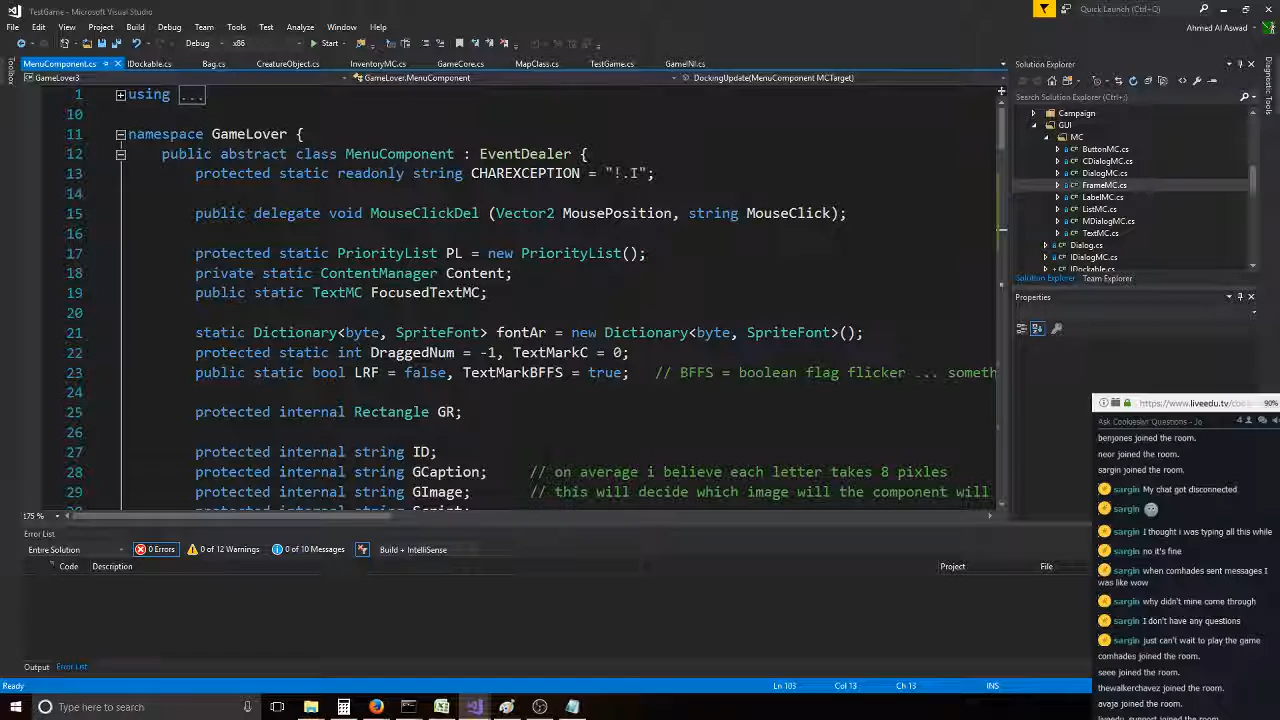 TestGame - Microsoft Visual Studio
Quick Launch (Ctrl+Q)
File Edit View Project Build Debug Team Tools Test Analyze Window Help
Ahmed Al Aswad
Debug x86 Start
MenuComponent.cs IDockable.cs Bag.cs CreatureObject.cs InventoryMC.cs GameCore.cs MapClass.cs TestGame.cs GameINI.cs
GameLover3 GameLover.MenuComponent DockingUpdate(MenuComponent MCTarget)
Toolbox
Diagnostic Tools
1 using ...
10
11 namespace GameLover {
12 public abstract class MenuComponent : EventDealer {
13 protected static readonly string CHAREXCEPTION = "!.I";
14
15 public delegate void MouseClickDel (Vector2 MousePosition, string MouseClick);
16
17 protected static PriorityList PL = new PriorityList();
18 private static ContentManager Content;
19 public static TextMC FocusedTextMC;
20
21 static Dictionary<byte, SpriteFont> fontAr = new Dictionary<byte, SpriteFont>();
22 protected static int DraggedNum = -1, TextMarkC = 0;
23 public static bool LRF = false, TextMarkBFFS = true; // BFFS = boolean flag flicker ... someth
24
25 protected internal Rectangle GR;
26
27 protected internal string ID;
28 protected internal string GCaption; // on average i believe each letter takes 8 pixles
29 protected internal string GImage; // this will decide which image will the component will
175 %
Solution Explorer
Search Solution Explorer (Ctrl+;)
Campaign
GUI
MC
ButtonMC.cs
CDialogMC.cs
DialogMC.cs
FrameMC.cs
LabelMC.cs
ListMC.cs
MDialogMC.cs
TextMC.cs
Dialog.cs
IDialogMC.cs
IDockable.cs
Solution Explorer Team Explorer
Properties
Error List
Entire Solution 0 Errors 0 of 12 Warnings 0 of 10 Messages Build + IntelliSense
Code Description Project File
Output Error List
Ready Ln 103 Col 13 Ch 13 INS
Type here to search
https://www.liveedu.tv/coo 90%
Ask Cookiesian Questions - Jo 4
benjones joined the room.
neor joined the room.
sargin joined the room.
sargin My chat got disconnected
sargin
sargin I thought i was typing all this while
sargin no it's fine
sargin when comhades sent messages I
was like wow
sargin why didn't mine come through
sargin I don't have any questions
sargin just can't wait to play the game
comhades joined the room.
seee joined the room.
thewalkerchavez joined the room.
avaja joined the room.
liveedu_support joined the room.